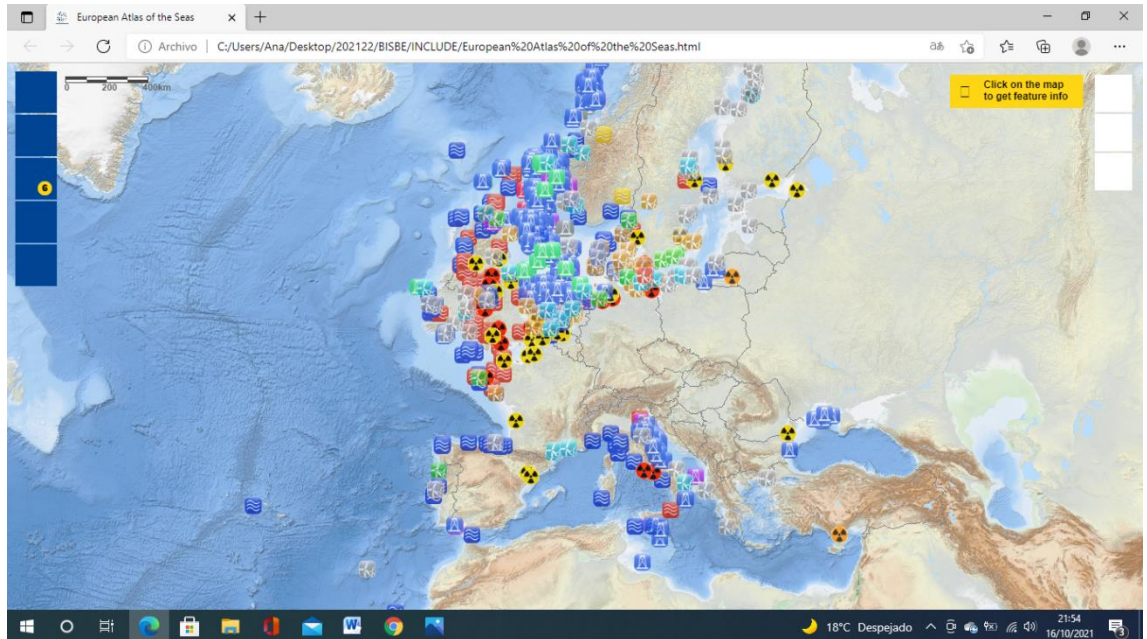 European Atlas of the Seas
Archivo | C:/Users/Ana/Desktop/202122/BISBE/INCLUDE/European%20Atlas%20of%20the%20Seas.html
0 200 400km
Click on the map
to get feature info
6
18°C Despejado
21:54
16/10/2021
3